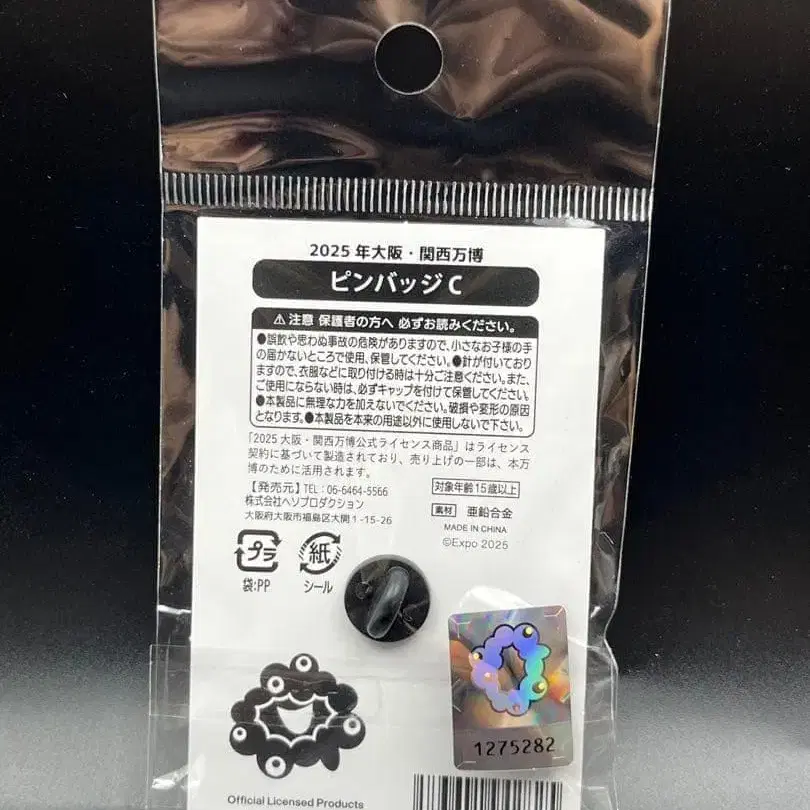 2025年大阪・関西万博
ピンバッジ C
⚠注意 保護者の方へ 必ずお読みください。
●誤飲や思わぬ事故の危険がありますので、小さなお子様の手
の届かないところで使用、保管してください。●針が付いており
ますので、衣服などに取り付ける時は十分ご注意ください。また、
ご使用にならない時は、必ずキャップを付けて保管してください。
●本製品に無理な力を加えないでください。破損や変形の原因
となります。●本製品を本来の用途以外に使用しないで下さい。
「2025大阪・関西万博公式ライセンス商品」はライセンス
契約に基づいて製造されており、売り上げの一部は、本万
博のために活用されます。
【発売元】TEL:06-6464-5566
株式会社ヘソプロダクション
大阪府大阪市福島区大開1-15-26
対象年齢15歳以上
素材 亜鉛合金
MADE IN CHINA
©Expo 2025
プラ
袋:PP
紙
シール
1275282
Official Licensed Products